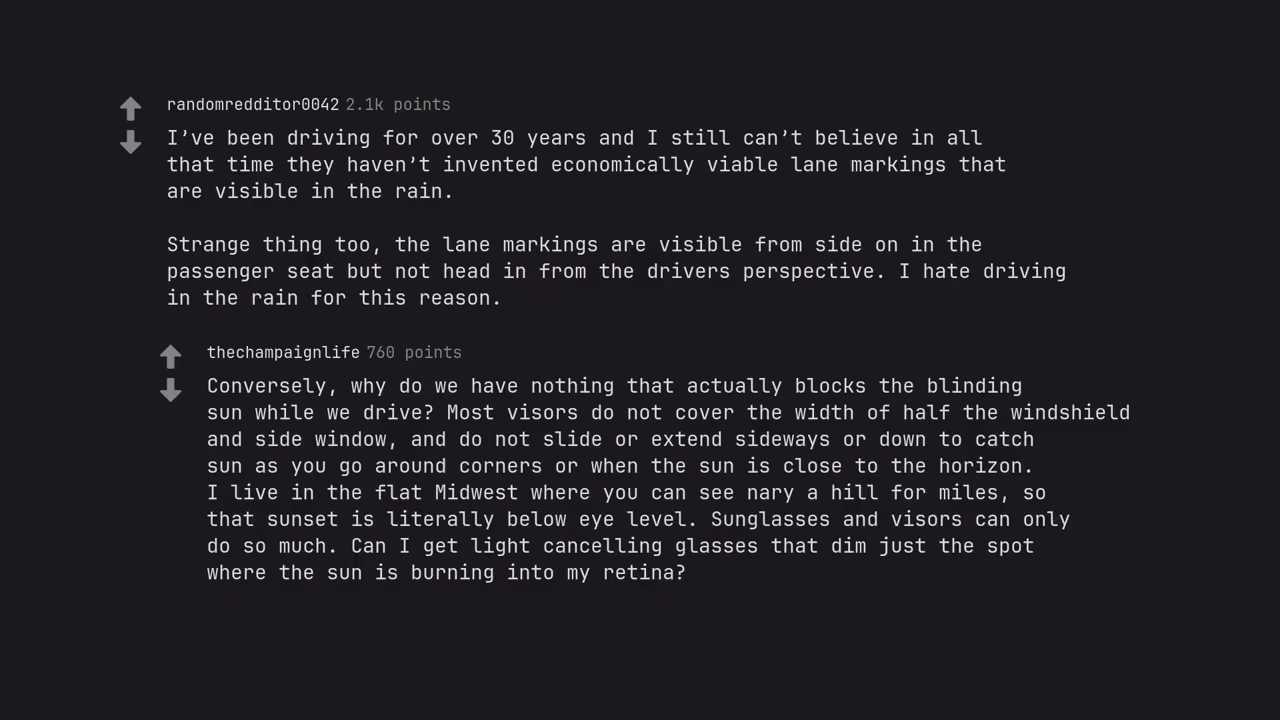 randomredditor0042 2.1k points
I’ve been driving for over 30 years and I still can’t believe in all
that time they haven’t invented economically viable lane markings that
are visible in the rain.
Strange thing too, the lane markings are visible from side on in the
passenger seat but not head in from the drivers perspective. I hate driving
in the rain for this reason.
thechampaignlife 760 points
Conversely, why do we have nothing that actually blocks the blinding
sun while we drive? Most visors do not cover the width of half the windshield
and side window, and do not slide or extend sideways or down to catch
sun as you go around corners or when the sun is close to the horizon.
I live in the flat Midwest where you can see nary a hill for miles, so
that sunset is literally below eye level. Sunglasses and visors can only
do so much. Can I get light cancelling glasses that dim just the spot
where the sun is burning into my retina?